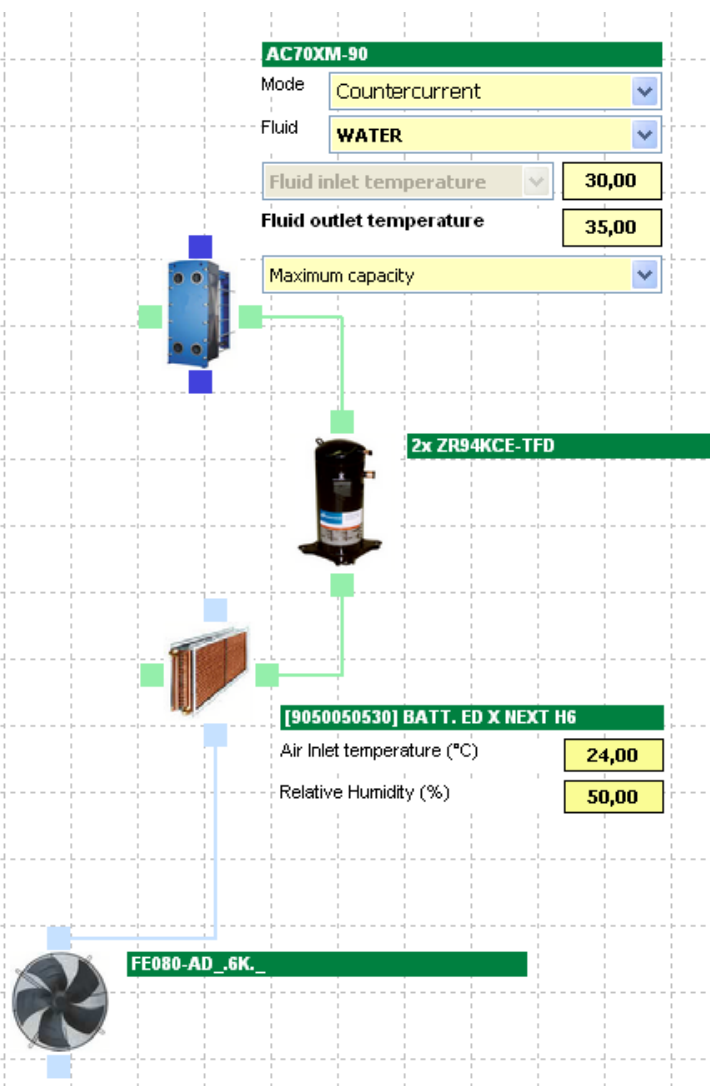 AC70XM-90
Mode
Countercurrent
Fluid
WATER
Fluid inlet temperature 30,00
Fluid outlet temperature 35,00
Maximum capacity
2x ZR94KCE-TFD
[9050050530] BATT. ED X NEXT H6
Air Inlet temperature (°C) 24,00
Relative Humidity (%) 50,00
FE080-AD_.6K._